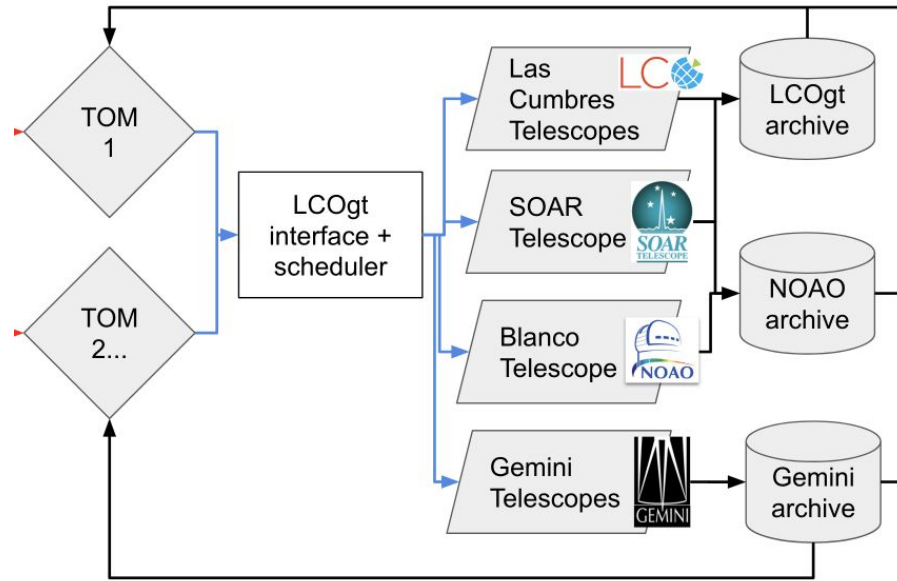 TOM
1
TOM
2...
LCOgt
interface +
scheduler
Las
Cumbres
Telescopes
LCO
SOAR
Telescope
SOAR
TELESCOPE
Blanco
Telescope
NOAO
Gemini
Telescopes
GEMINI
LCOgt
archive
NOAO
archive
Gemini
archive